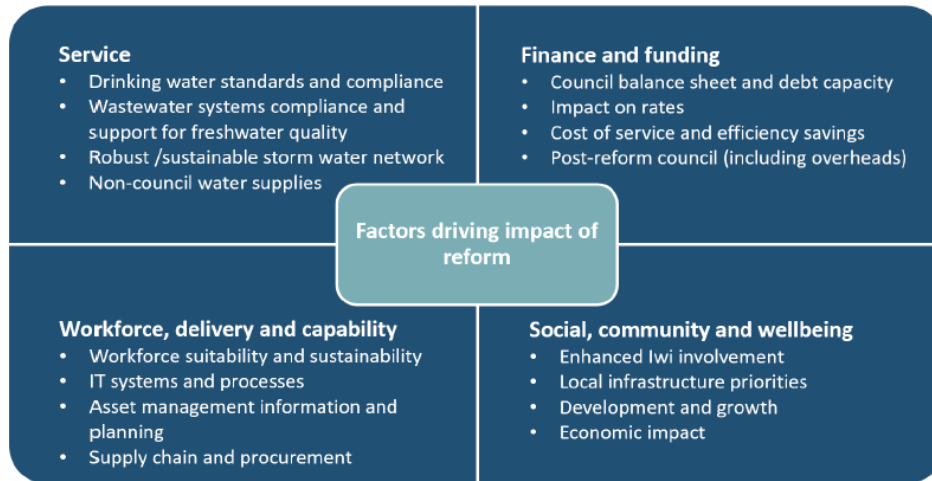 Service
• Drinking water standards and compliance
• Wastewater systems compliance and
support for freshwater quality
• Robust /sustainable storm water network
• Non-council water supplies
Finance and funding
• Council balance sheet and debt capacity
• Impact on rates
• Cost of service and efficiency savings
• Post-reform council (including overheads)
Factors driving impact of
reform
Workforce, delivery and capability
• Workforce suitability and sustainability
• IT systems and processes
• Asset management information and
planning
• Supply chain and procurement
Social, community and wellbeing
• Enhanced Iwi involvement
• Local infrastructure priorities
• Development and growth
• Economic impact